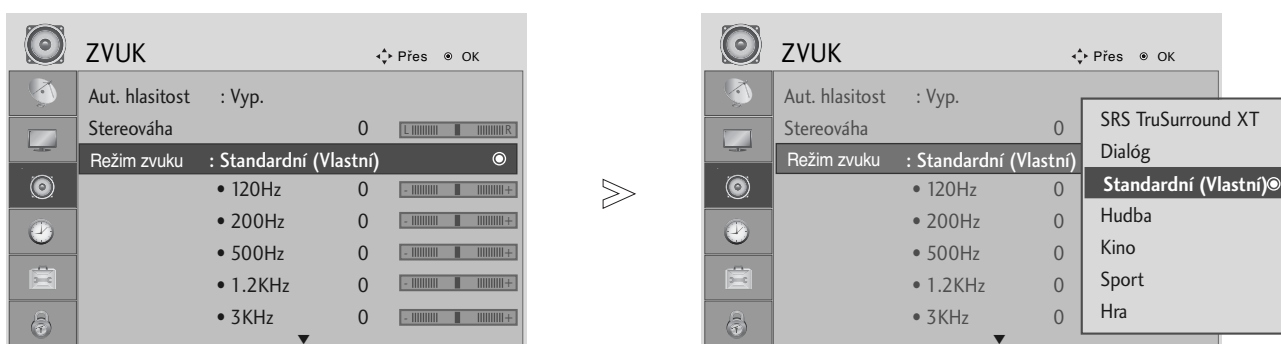 ZVUK
Přes OK
Aut. hlasitost : Vyp.
Stereováha 0 L R
Režim zvuku : Standardní (Vlastní)
• 120Hz 0 - +
• 200Hz 0 - +
• 500Hz 0 - +
• 1.2KHz 0 - +
• 3KHz 0 - +
ZVUK
Přes OK
Aut. hlasitost : Vyp.
Stereováha 0
Režim zvuku : Standardní (Vlastní)
• 120Hz 0
• 200Hz 0
• 500Hz 0
• 1.2KHz 0
• 3KHz 0
SRS TruSurround XT
Dialóg
Standardní (Vlastní)
Hudba
Kino
Sport
Hra